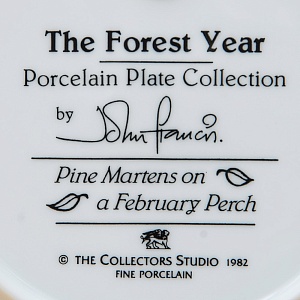 The Forest Year
Porcelain Plate Collection
by John Francis.
Pine Martens on
a February Perch
© THE COLLECTORS STUDIO 1982
FINE PORCELAIN